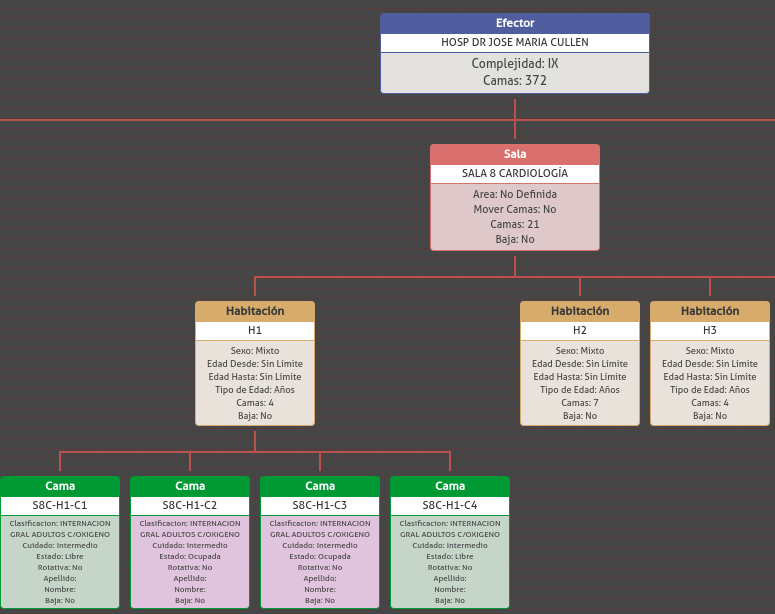 Efector
HOSP DR JOSE MARIA CULLEN
Complejidad: IX
Camas: 372
Sala
SALA 8 CARDIOLOGÍA
Area: No Definida
Mover Camas: No
Camas: 21
Baja: No
Habitación
H1
Sexo: Mixto
Edad Desde: Sin Límite
Edad Hasta: Sin Límite
Tipo de Edad: Años
Camas: 4
Baja: No
Habitación
H2
Sexo: Mixto
Edad Desde: Sin Límite
Edad Hasta: Sin Límite
Tipo de Edad: Años
Camas: 7
Baja: No
Habitación
H3
Sexo: Mixto
Edad Desde: Sin Límite
Edad Hasta: Sin Límite
Tipo de Edad: Años
Camas: 4
Baja: No
Cama
S8C-H1-C1
Clasificacion: INTERNACION
GRAL ADULTOS C/OXIGENO
Cuidado: Intermedio
Estado: Libre
Rotativa: No
Apellido:
Nombre:
Baja: No
Cama
S8C-H1-C2
Clasificacion: INTERNACION
GRAL ADULTOS C/OXIGENO
Cuidado: Intermedio
Estado: Ocupada
Rotativa: No
Apellido:
Nombre:
Baja: No
Cama
S8C-H1-C3
Clasificacion: INTERNACION
GRAL ADULTOS C/OXIGENO
Cuidado: Intermedio
Estado: Ocupada
Rotativa: No
Apellido:
Nombre:
Baja: No
Cama
S8C-H1-C4
Clasificacion: INTERNACION
GRAL ADULTOS C/OXIGENO
Cuidado: Intermedio
Estado: Libre
Rotativa: No
Apellido:
Nombre:
Baja: No